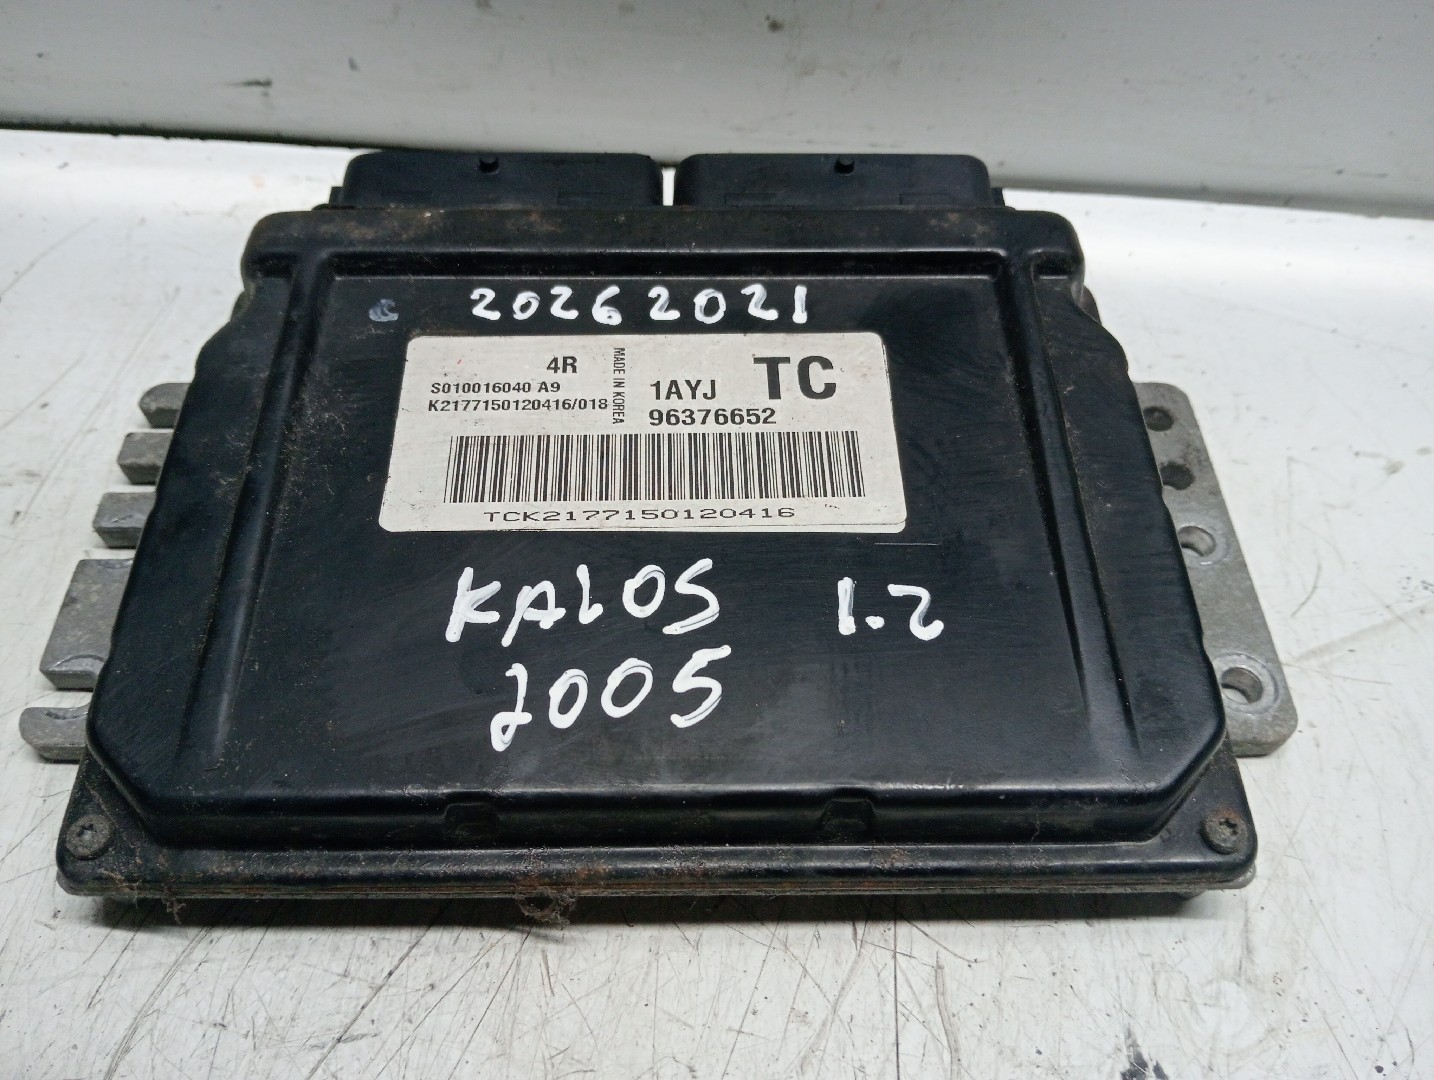 20262021
4R
S010016040 A9
K2177150120416/018
MADE IN KOREA
1AYJ TC
96376652
TCK2177150120416
KALOS 1.2
2005